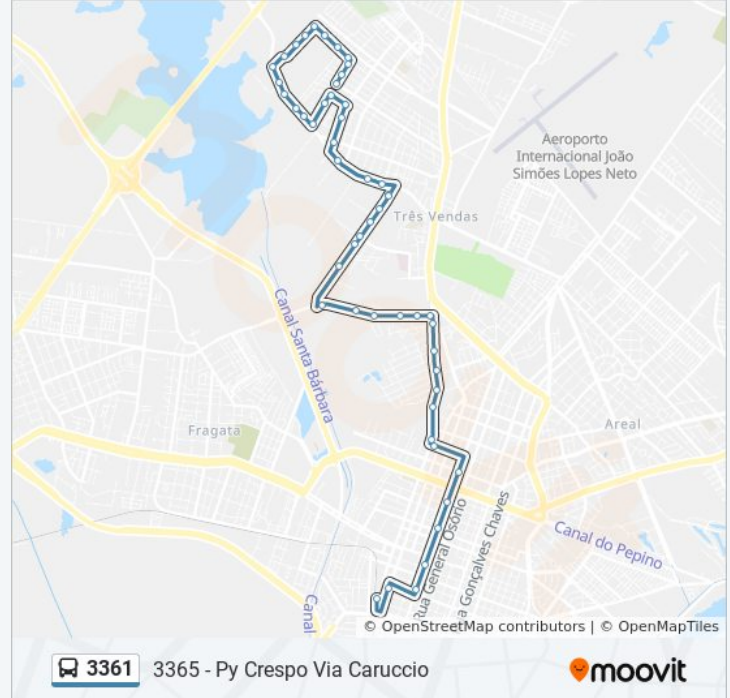 Aeroporto
Internacional João
Simões Lopes Neto
Três Vendas
Canal Santa Bárbara
Fragata
Areal
Rua General Osório
a Gonçalves Chaves
Canal do Pepino
Canal
© OpenStreetMap contributors | © OpenMapTiles
3361 3365 - Py Crespo Via Caruccio
moovit